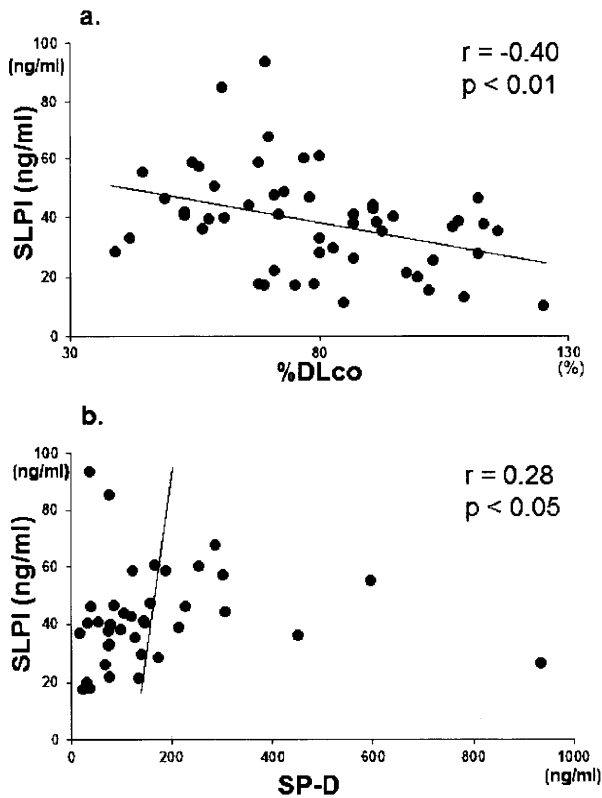 a.
100
(ng/ml)
80
60
40
20
0
SLPI (ng/ml)
r = -0.40
p < 0.01
30
80
130
%DLco
(%)
b.
100
(ng/ml)
80
60
40
20
0
SLPI (ng/ml)
r = 0.28
p < 0.05
0
200
400
600
800
1000
(ng/ml)
SP-D